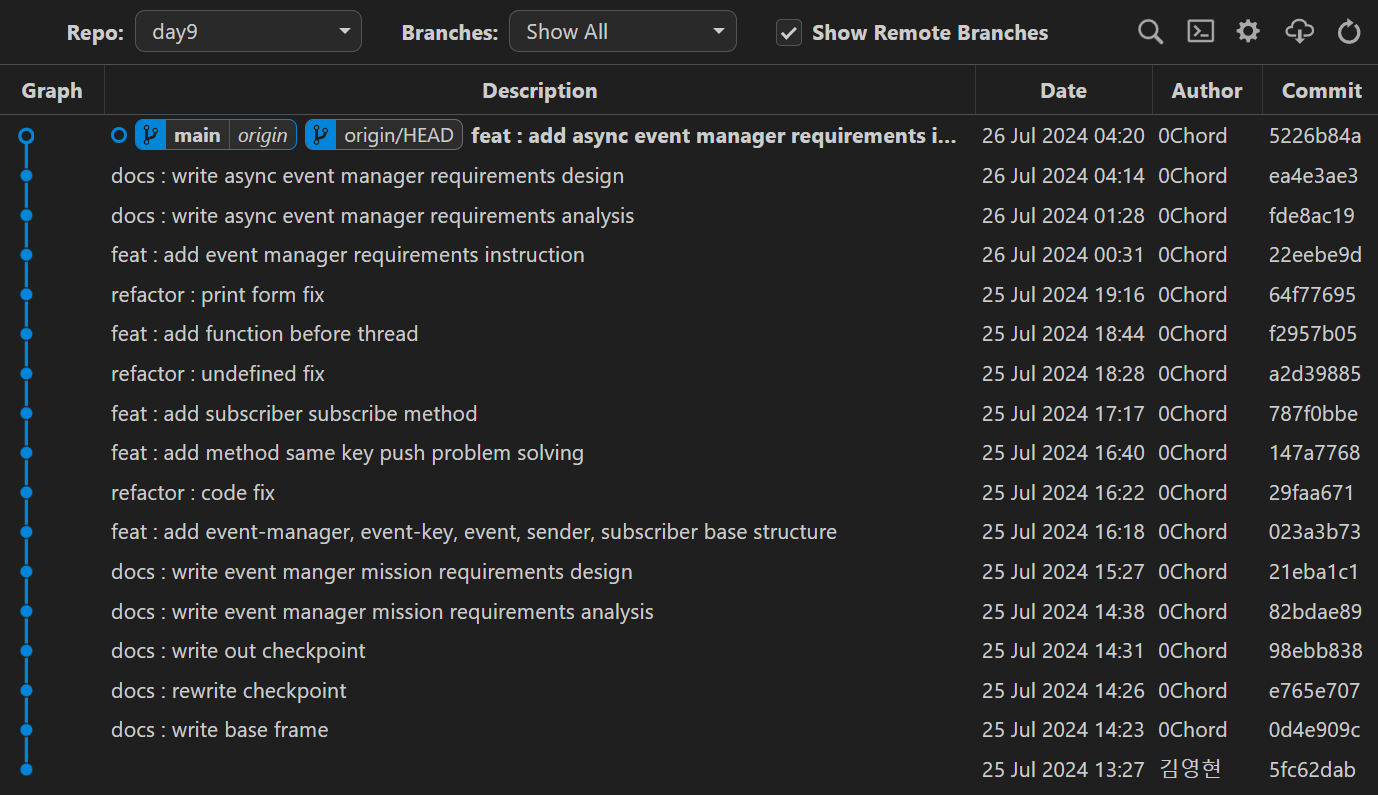 Repo: day9 Branches: Show All Show Remote Branches
Graph Description Date Author Commit
main origin origin/HEAD feat : add async event manager requirements i... 26 Jul 2024 04:20 0Chord 5226b84a
docs : write async event manager requirements design 26 Jul 2024 04:14 0Chord ea4e3ae3
docs : write async event manager requirements analysis 26 Jul 2024 01:28 0Chord fde8ac19
feat : add event manager requirements instruction 26 Jul 2024 00:31 0Chord 22eebe9d
refactor : print form fix 25 Jul 2024 19:16 0Chord 64f77695
feat : add function before thread 25 Jul 2024 18:44 0Chord f2957b05
refactor : undefined fix 25 Jul 2024 18:28 0Chord a2d39885
feat : add subscriber subscribe method 25 Jul 2024 17:17 0Chord 787f0bbe
feat : add method same key push problem solving 25 Jul 2024 16:40 0Chord 147a7768
refactor : code fix 25 Jul 2024 16:22 0Chord 29faa671
feat : add event-manager, event-key, event, sender, subscriber base structure 25 Jul 2024 16:18 0Chord 023a3b73
docs : write event manger mission requirements design 25 Jul 2024 15:27 0Chord 21eba1c1
docs : write event manager mission requirements analysis 25 Jul 2024 14:38 0Chord 82bdae89
docs : write out checkpoint 25 Jul 2024 14:31 0Chord 98ebb838
docs : rewrite checkpoint 25 Jul 2024 14:26 0Chord e765e707
docs : write base frame 25 Jul 2024 14:23 0Chord 0d4e909c
25 Jul 2024 13:27 김영현 5fc62dab